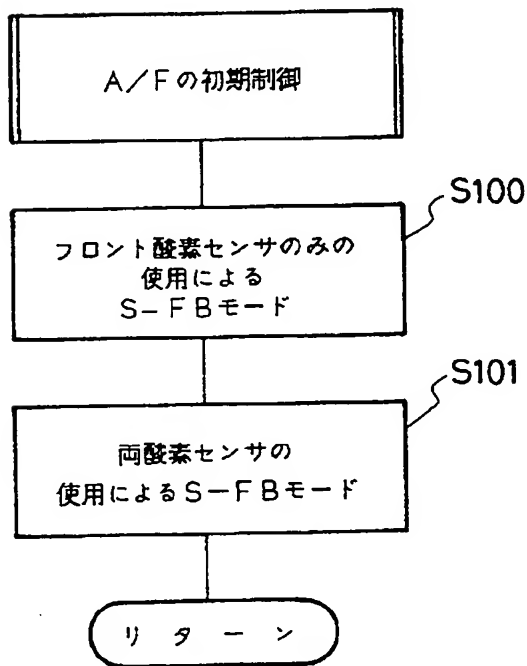 A/Fの初期制御
S100
フロント酸素センサのみの
使用による
S-FBモード
S101
両酸素センサの
使用によるS-FBモード
リターン